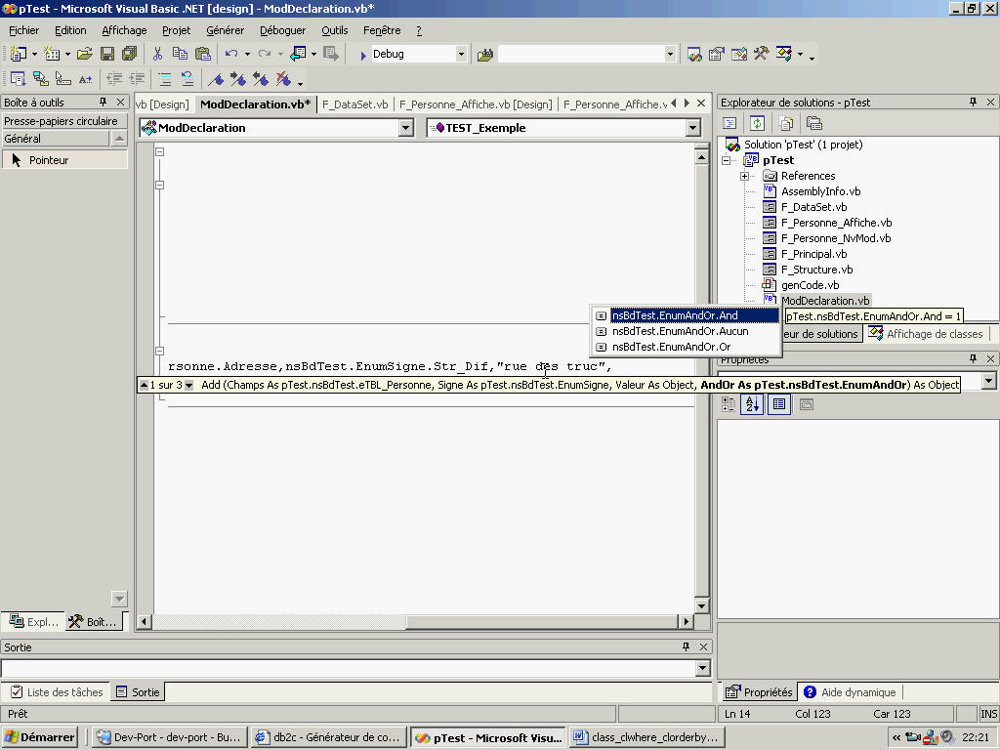 pTest - Microsoft Visual Basic .NET [design] - ModDeclaration.vb*
Fichier Edition Affichage Projet Générer Déboguer Outils Fenêtre ?
Debug
Boîte à outils
Presse-papiers circulaire
Général
Pointeur
vb [Design] ModDeclaration.vb* F_DataSet.vb F_Personne_Affiche.vb [Design] F_Personne_Affiche.v
ModDeclaration TEST_Exemple
Explorateur de solutions - pTest
Solution 'pTest' (1 projet)
pTest
References
AssemblyInfo.vb
F_DataSet.vb
F_Personne_Affiche.vb
F_Personne_NvMod.vb
F_Principal.vb
F_Structure.vb
genCode.vb
ModDeclaration.vb
nsBdTest.EnumAndOr.And
pTest.nsBdTest.EnumAndOr.And = 1
nsBdTest.EnumAndOr.Aucun
nsBdTest.EnumAndOr.Or
eur de solutions Affichage de classes
Propriétés
rsonne.Adresse,nsBdTest.EnumSigne.Str_Dif,"rue des truc",
1 sur 3 Add (Champs As pTest.nsBdTest.eTBL_Personne, Signe As pTest.nsBdTest.EnumSigne, Valeur As Object, AndOr As pTest.nsBdTest.EnumAndOr) As Object
Expl... Boît...
Sortie
Liste des tâches Sortie
Propriétés Aide dynamique
Prêt Ln 14 Col 123 Car 123 INS
Démarrer Dev-Port - dev-port - Bu... db2c - Générateur de co... pTest - Microsoft Visu... class_clwhere_clorderby... « 22:21